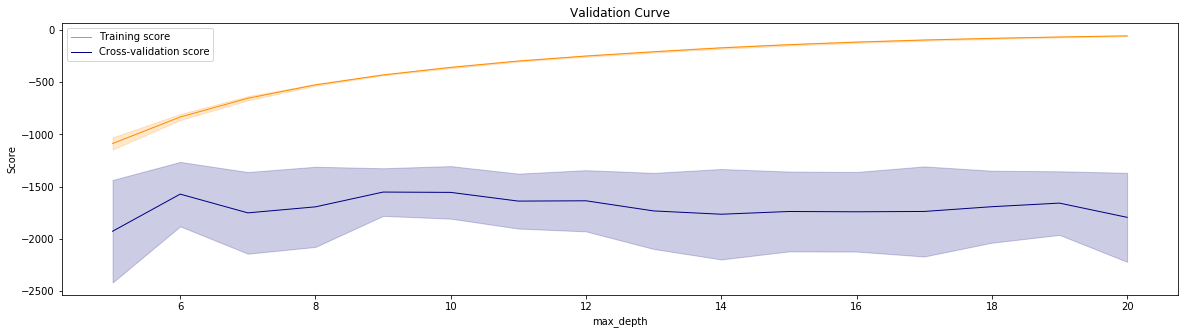 Validation Curve
Training score
Cross-validation score
0
−500
−1000
−1500
−2000
−2500
Score
6 8 10 12 14 16 18 20
max_depth